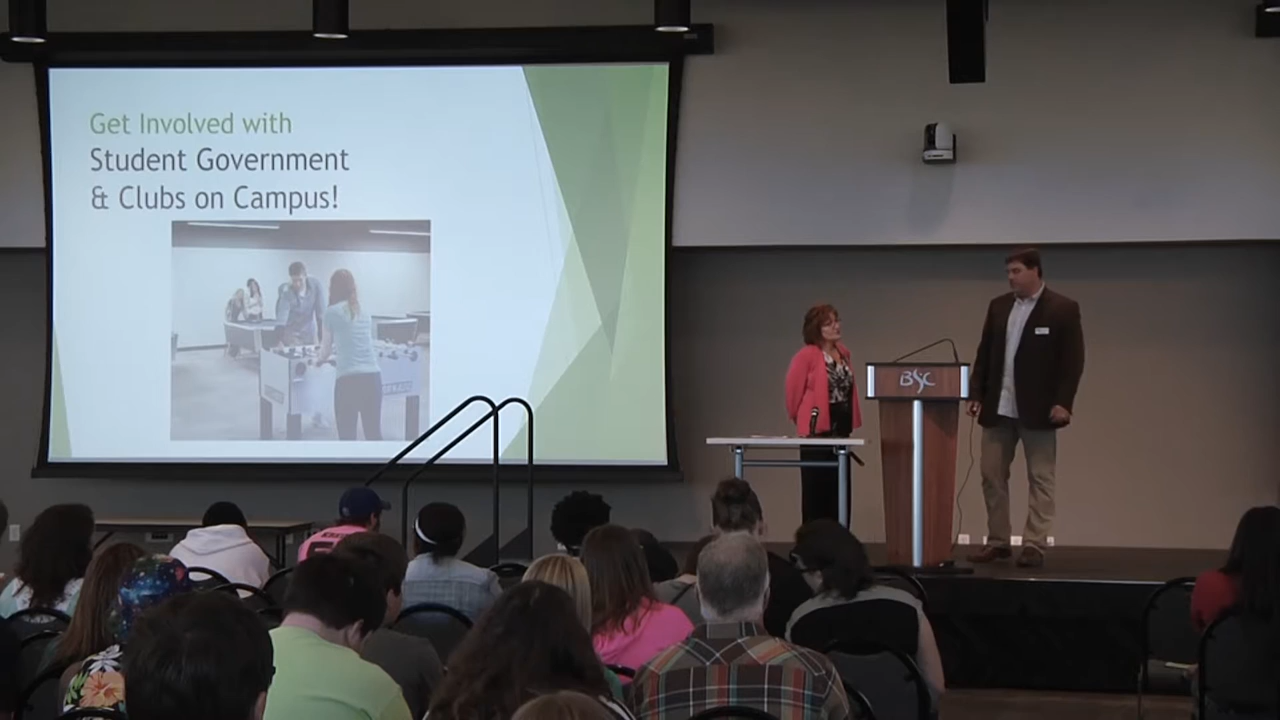 Get Involved with
Student Government
& Clubs on Campus!
BSC